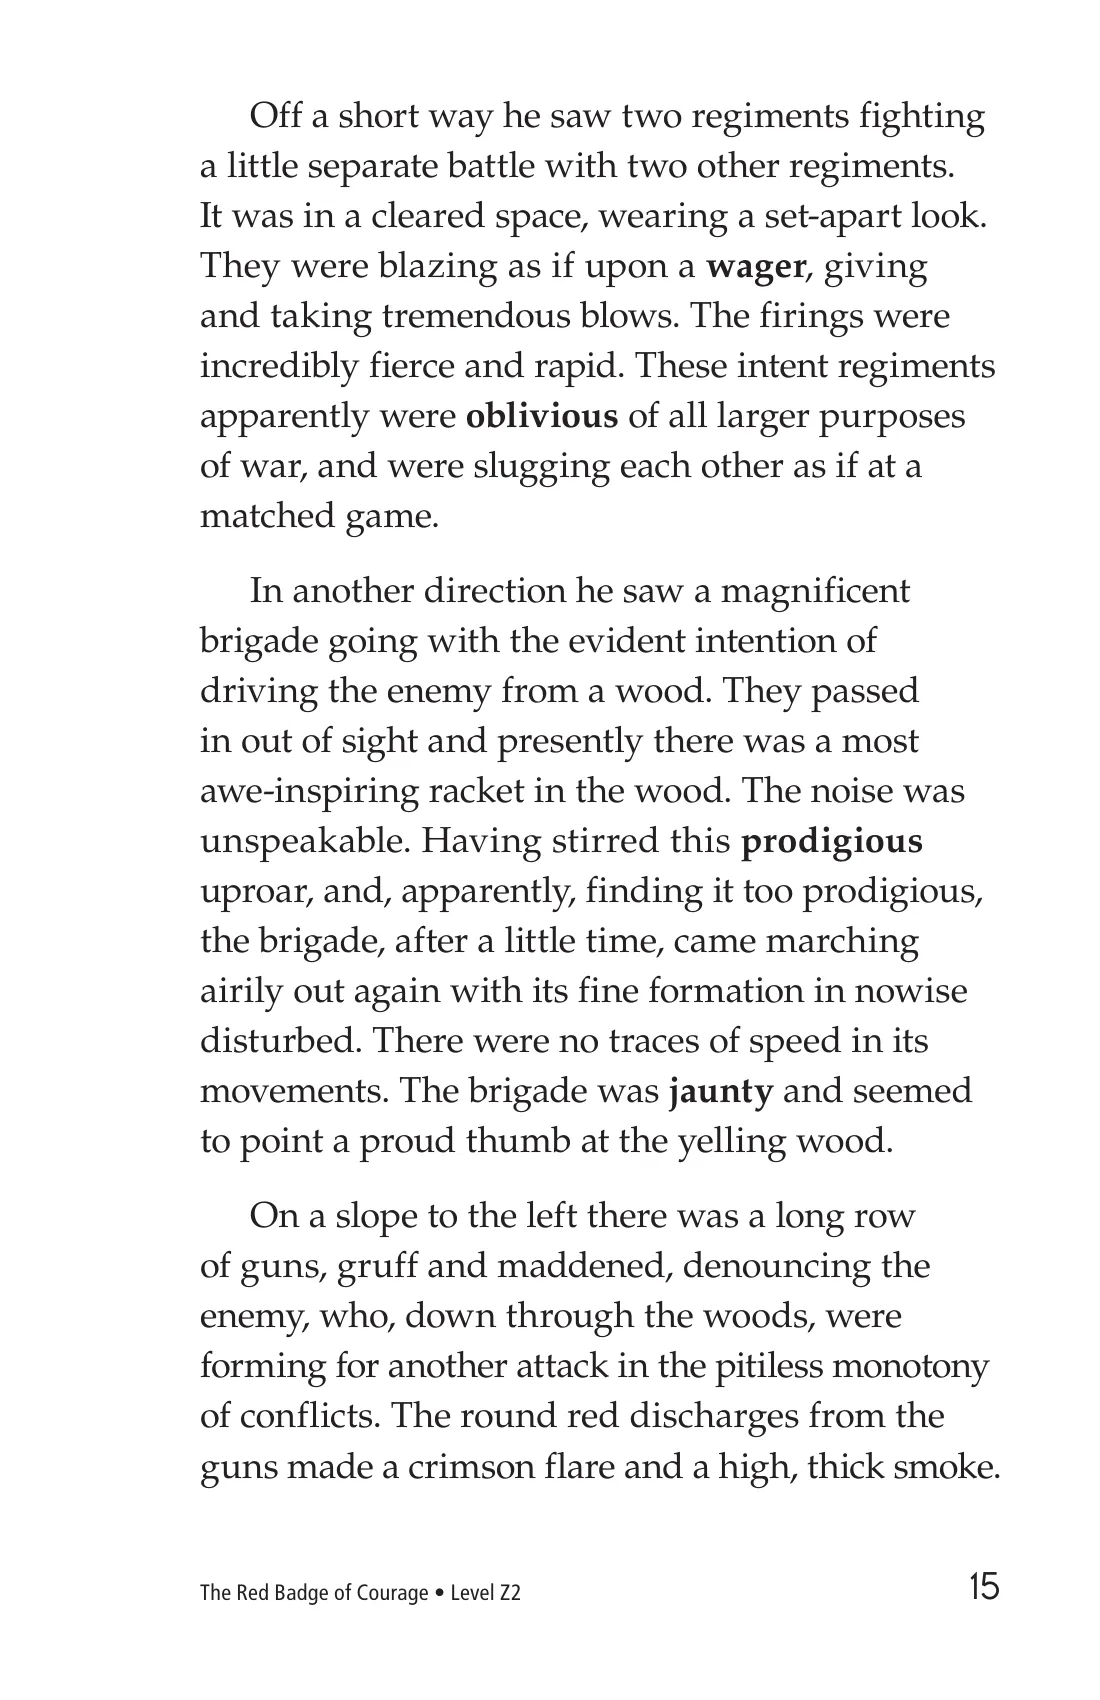 Off a short way he saw two regiments fighting
a little separate battle with two other regiments.
It was in a cleared space, wearing a set-apart look.
They were blazing as if upon a wager, giving
and taking tremendous blows. The firings were
incredibly fierce and rapid. These intent regiments
apparently were oblivious of all larger purposes
of war, and were slugging each other as if at a
matched game.
In another direction he saw a magnificent
brigade going with the evident intention of
driving the enemy from a wood. They passed
in out of sight and presently there was a most
awe-inspiring racket in the wood. The noise was
unspeakable. Having stirred this prodigious
uproar, and, apparently, finding it too prodigious,
the brigade, after a little time, came marching
airily out again with its fine formation in nowise
disturbed. There were no traces of speed in its
movements. The brigade was jaunty and seemed
to point a proud thumb at the yelling wood.
On a slope to the left there was a long row
of guns, gruff and maddened, denouncing the
enemy, who, down through the woods, were
forming for another attack in the pitiless monotony
of conflicts. The round red discharges from the
guns made a crimson flare and a high, thick smoke.
The Red Badge of Courage • Level Z2 15